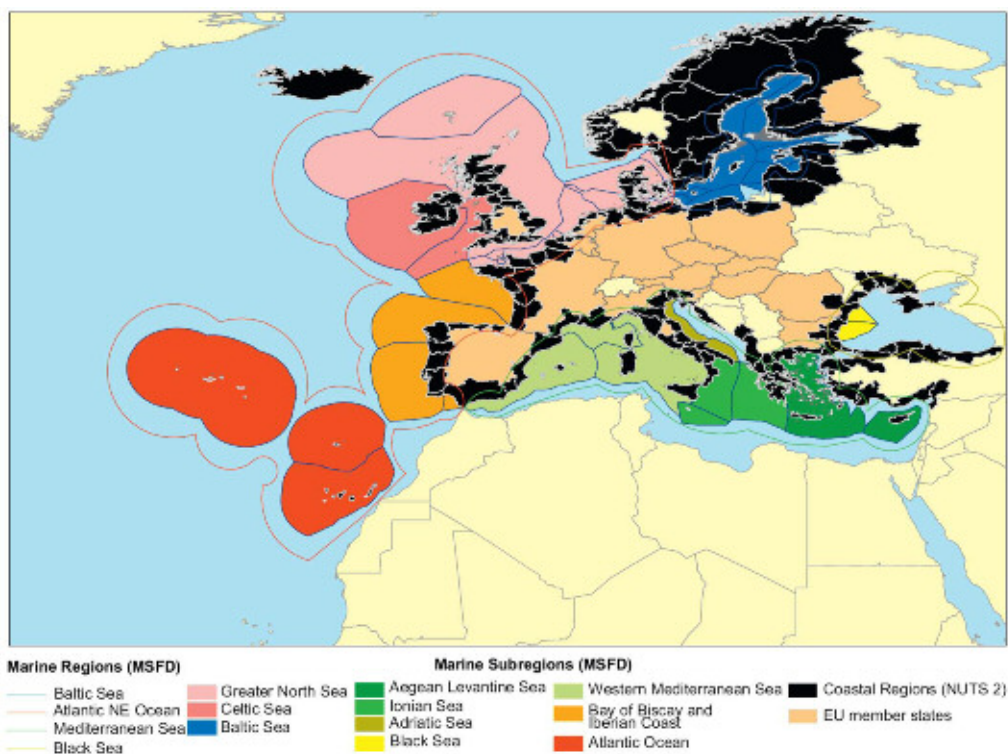 Marine Regions (MSFD)
Baltic Sea
Atlantic NE Ocean
Mediterranean Sea
Black Sea
Marine Subregions (MSFD)
Greater North Sea
Celtic Sea
Baltic Sea
Aegean Levantine Sea
Ionian Sea
Adriatic Sea
Black Sea
Western Mediterranean Sea
Bay of Biscay and
Iberian Coast
Atlantic Ocean
Coastal Regions (NUTS 2)
EU member states